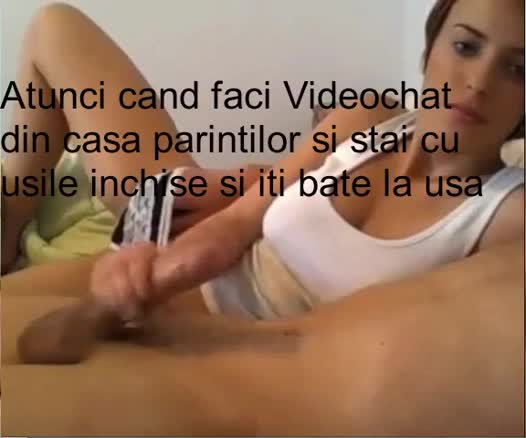 Atunci cand faci Videochat
din casa parintilor si stai cu
usile inchise si iti bate la usa